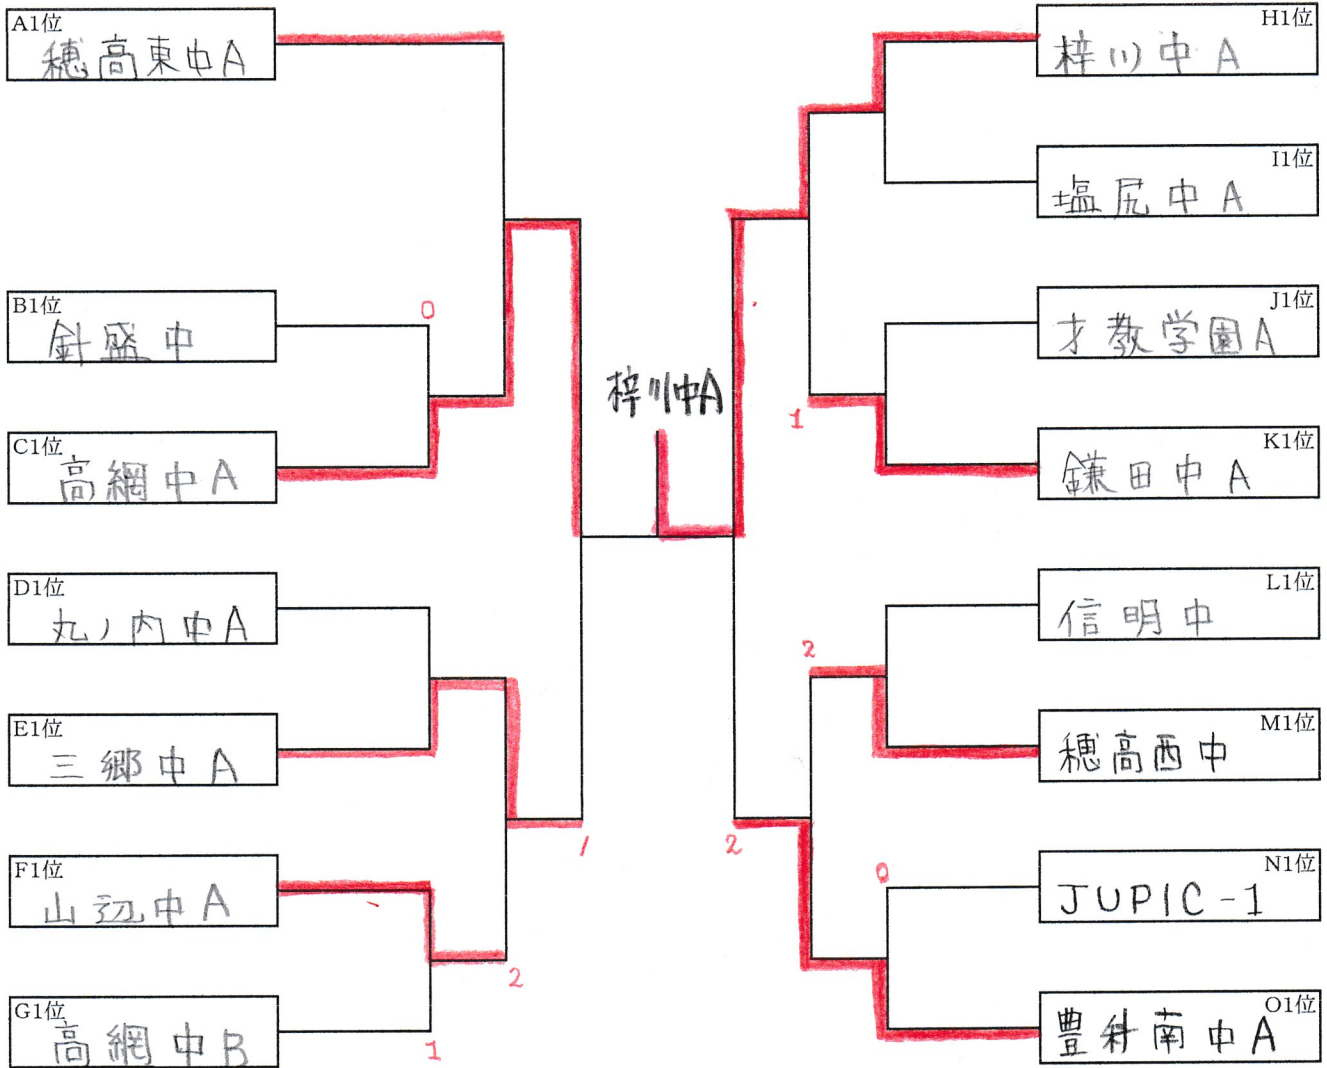 A1位
穂高東中A
B1位
針盛中
0
C1位
高綱中A
D1位
丸ノ内中A
E1位
三郷中A
F1位
山辺中A
G1位
高綱中B
1
2
1
梓川中A
H1位
梓川中A
I1位
塩尻中A
J1位
才教学園A
1
K1位
鎌田中A
L1位
信明中
2
M1位
穂高西中
2
0
N1位
JUPIC-1
O1位
豊科南中A